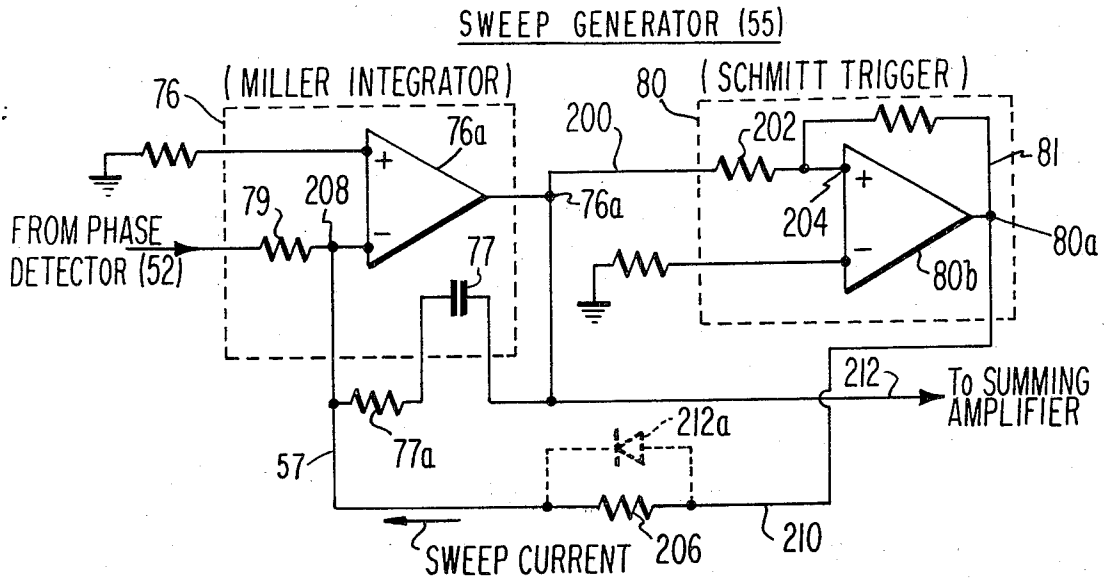 SWEEP GENERATOR (55)
(MILLER INTEGRATOR)
(SCHMITT TRIGGER)
76
80
200
202
76a
81
79
208
+
+
204
76a
FROM PHASE
DETECTOR (52)
−
−
80a
77
80b
212
TO SUMMING
AMPLIFIER
77a
212a
57
206
210
SWEEP CURRENT